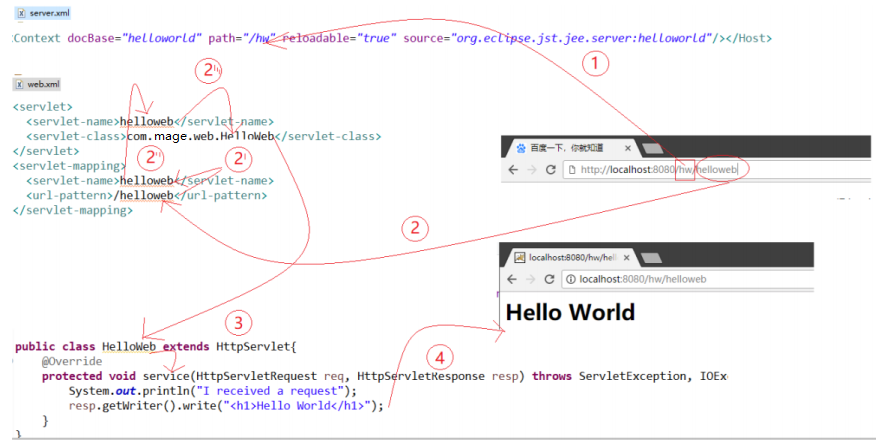 server.xml
Context docBase="helloworld" path="/hw" reloadable="true" source="org.eclipse.jst.jee.server:helloworld"/></Host>
①
2'''
web.xml
<servlet>
<servlet-name>helloweb</servlet-name>
<servlet-class>com.mage.web.HelloWeb</servlet-class>
</servlet>
2''
2'
<servlet-mapping>
<servlet-name>helloweb</servlet-name>
<url-pattern>/helloweb</url-pattern>
</servlet-mapping>
百度一下,你就知道
http://localhost:8080/hw/helloweb
②
localhost:8080/hw/hell
localhost:8080/hw/helloweb
Hello World
③
④
public class HelloWeb extends HttpServlet{
@Override
protected void service(HttpServletRequest req, HttpServletResponse resp) throws ServletException, IOEx
System.out.println("I received a request");
resp.getWriter().write("<h1>Hello World</h1>");
}
}